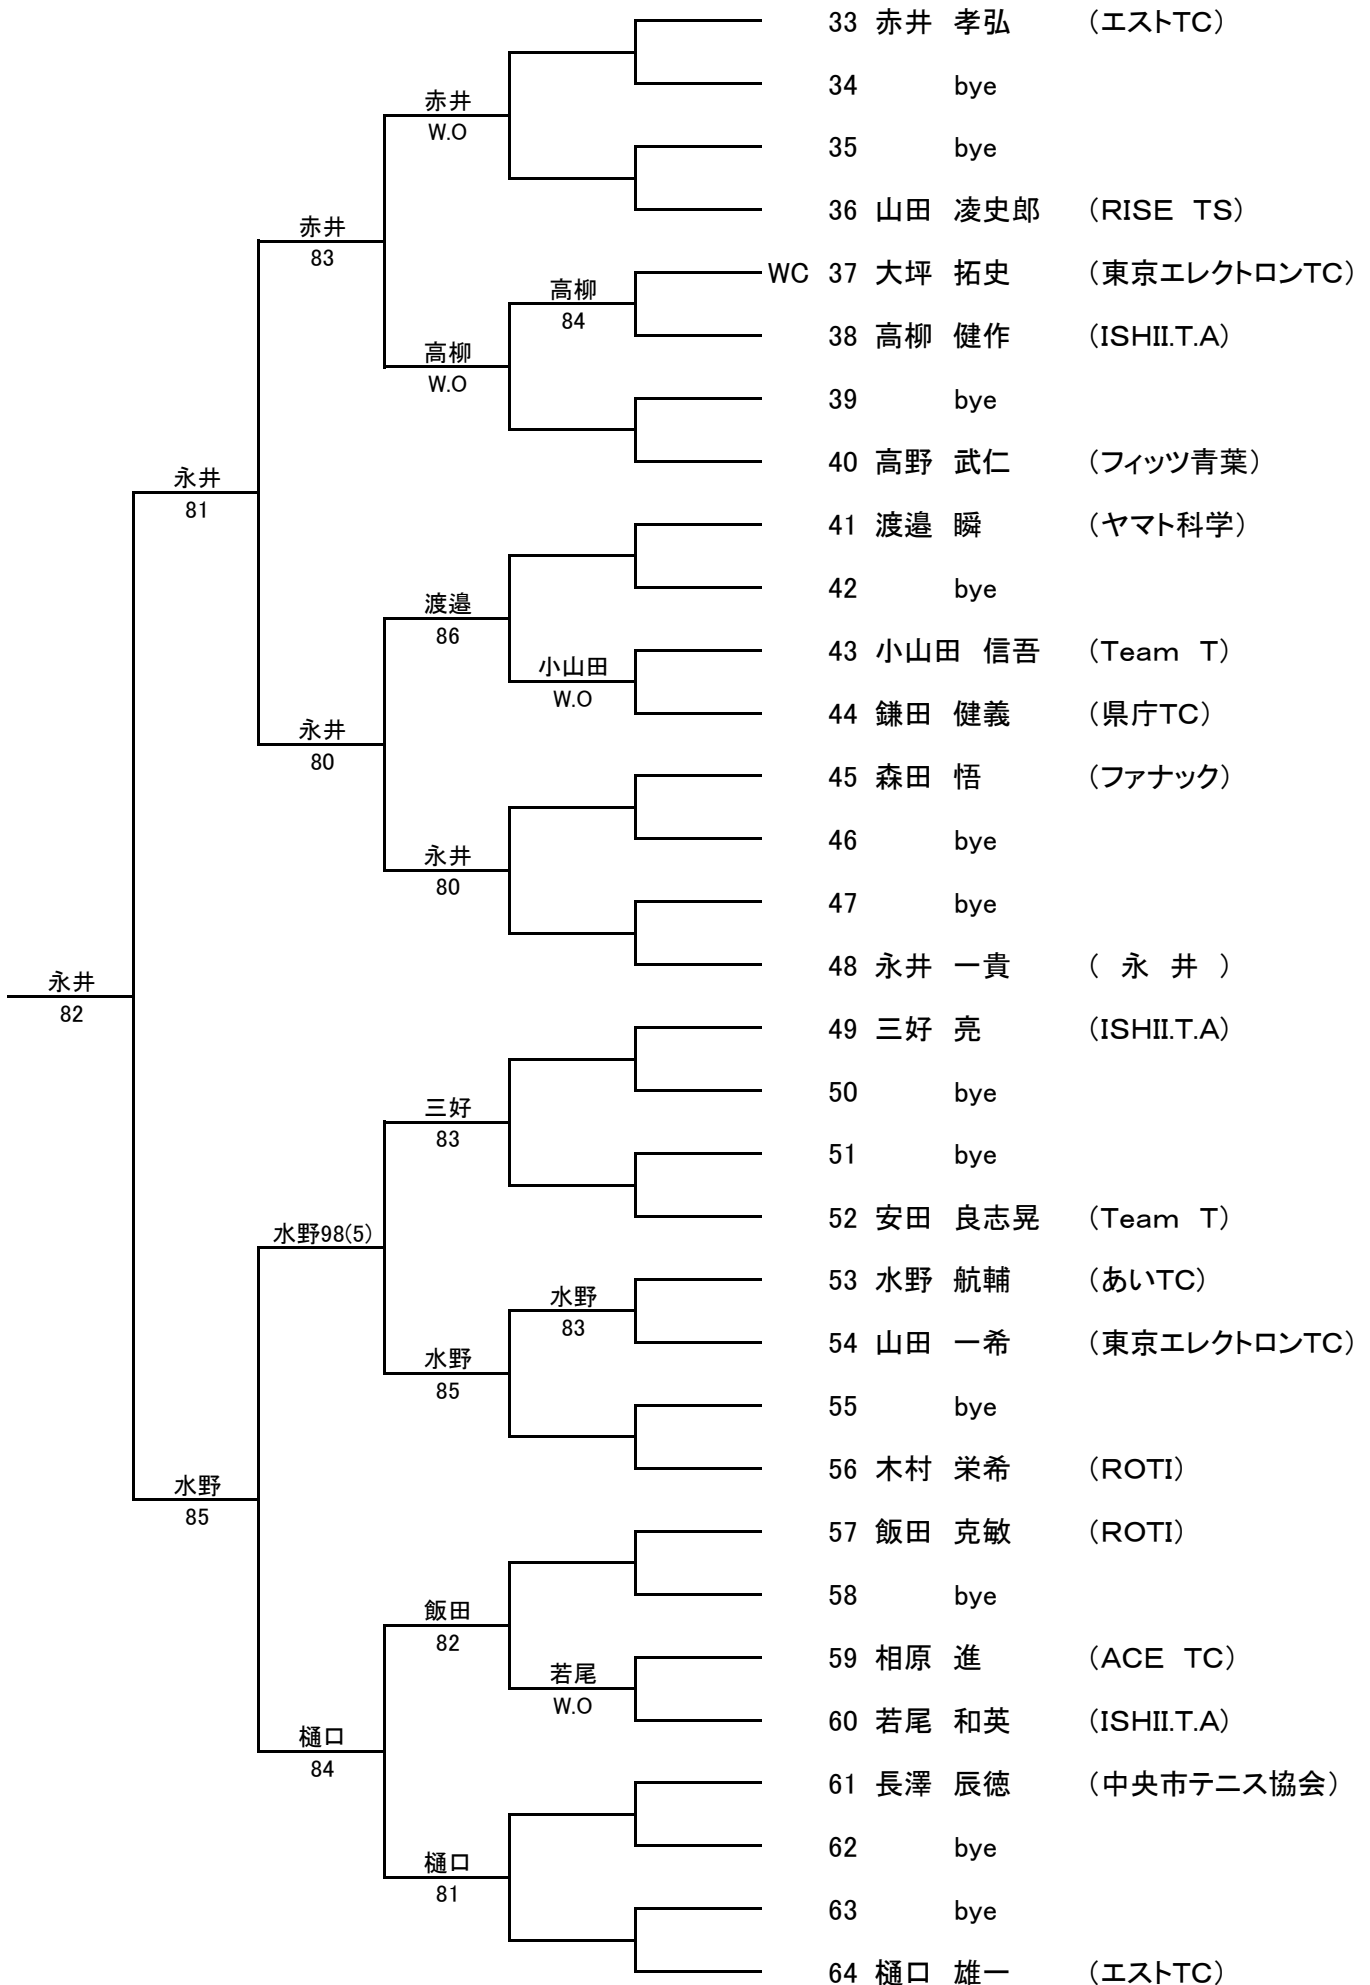 33 赤井 孝弘 （エストTC）
34 bye
赤井
W.O
35 bye
36 山田 凌史郎 （RISE TS）
赤井
83
WC 37 大坪 拓史 （東京エレクトロンTC）
高柳
84
38 高柳 健作 （ISHII.T.A）
高柳
W.O
39 bye
40 高野 武仁 （フィッツ青葉）
永井
81
41 渡邉 瞬 （ヤマト科学）
42 bye
渡邉
86
43 小山田 信吾 （Team T）
小山田
W.O
44 鎌田 健義 （県庁TC）
永井
80
45 森田 悟 （ファナック）
46 bye
永井
80
47 bye
48 永井 一貴 （ 永 井 ）
永井
82
49 三好 亮 （ISHII.T.A）
50 bye
三好
83
51 bye
52 安田 良志晃 （Team T）
水野98(5)
53 水野 航輔 （あいTC）
水野
83
54 山田 一希 （東京エレクトロンTC）
水野
85
55 bye
56 木村 栄希 （ROTI）
水野
85
57 飯田 克敏 （ROTI）
58 bye
飯田
82
59 相原 進 （ACE TC）
若尾
W.O
60 若尾 和英 （ISHII.T.A）
樋口
84
61 長澤 辰徳 （中央市テニス協会）
62 bye
樋口
81
63 bye
64 樋口 雄一 （エストTC）